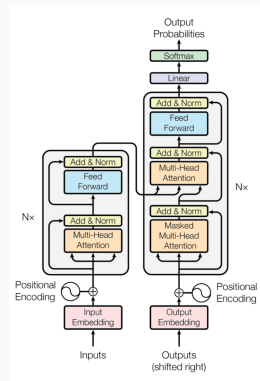 Output
Probabilities
Softmax
Linear
Add & Norm
Feed
Forward
Add & Norm
Multi-Head
Attention
Add & Norm
Masked
Multi-Head
Attention
Nx
Add & Norm
Feed
Forward
Nx
Add & Norm
Multi-Head
Attention
Positional
Encoding
Positional
Encoding
Input
Embedding
Output
Embedding
Inputs
Outputs
(shifted right)